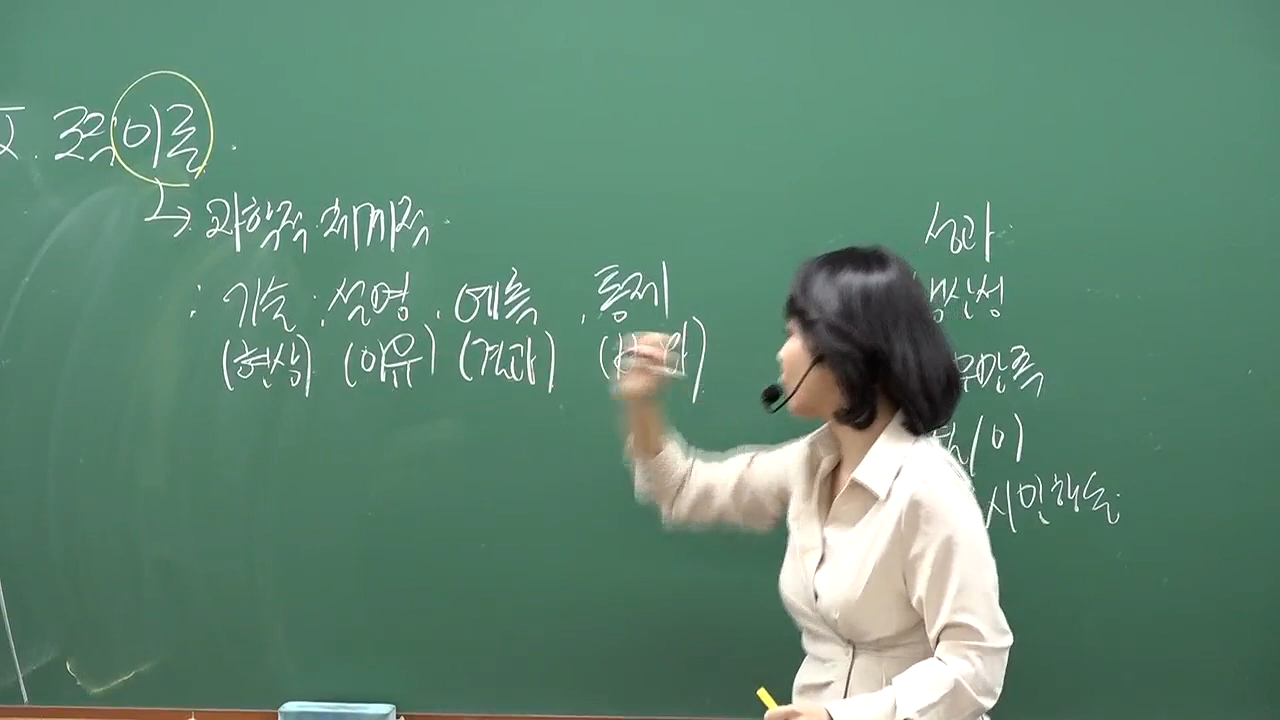 조직이론.
↳ 과학적·체계적.
: 기술 : 설명 . 예측 . 통제
(현상) (이유) (결과)
성과
생산성
만족
이
시민행동